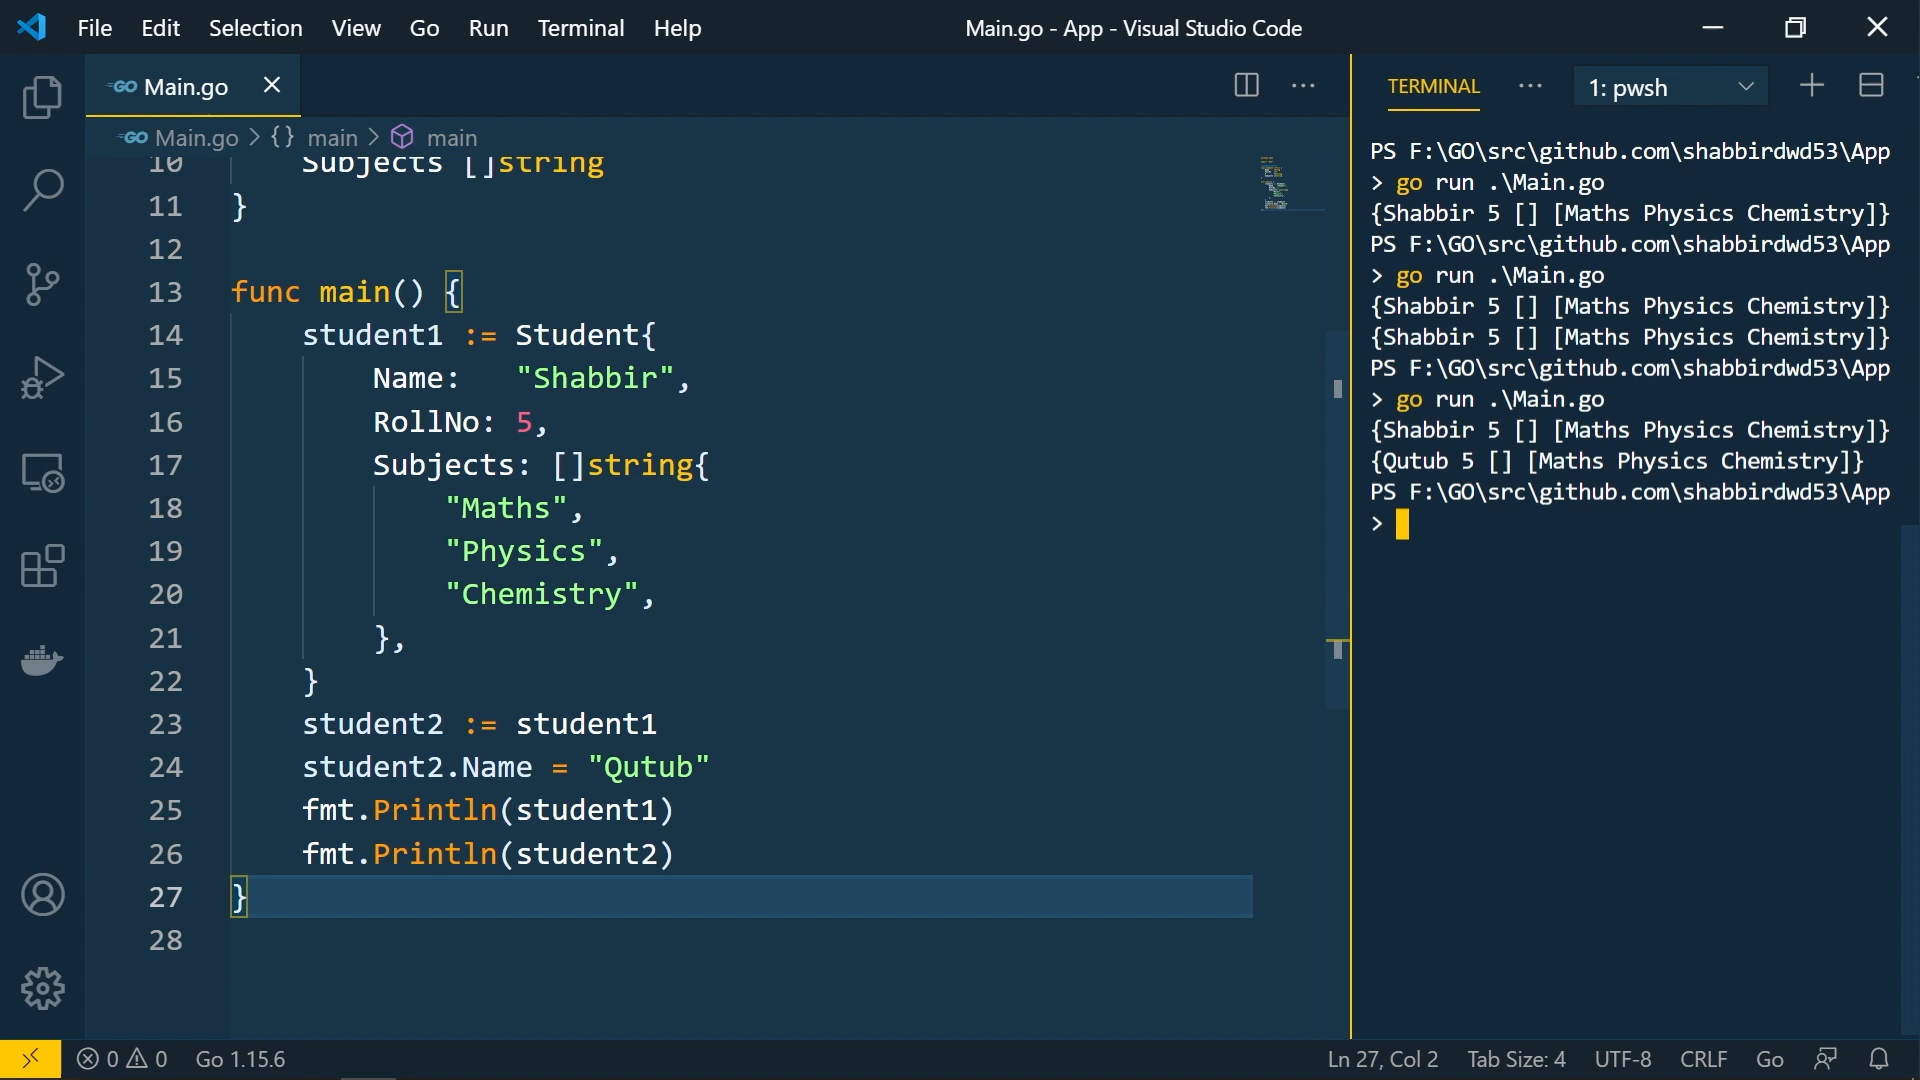 File Edit Selection View Go Run Terminal Help
Main.go - App - Visual Studio Code
Main.go
Main.go > {} main > main
10 Subjects []string
11 }
12
13 func main() {
14 student1 := Student{
15 Name: "Shabbir",
16 RollNo: 5,
17 Subjects: []string{
18 "Maths",
19 "Physics",
20 "Chemistry",
21 },
22 }
23 student2 := student1
24 student2.Name = "Qutub"
25 fmt.Println(student1)
26 fmt.Println(student2)
27 }
28
TERMINAL ... 1: pwsh
PS F:\GO\src\github.com\shabbirdwd53\App
> go run .\Main.go
{Shabbir 5 [] [Maths Physics Chemistry]}
PS F:\GO\src\github.com\shabbirdwd53\App
> go run .\Main.go
{Shabbir 5 [] [Maths Physics Chemistry]}
{Shabbir 5 [] [Maths Physics Chemistry]}
PS F:\GO\src\github.com\shabbirdwd53\App
> go run .\Main.go
{Shabbir 5 [] [Maths Physics Chemistry]}
{Qutub 5 [] [Maths Physics Chemistry]}
PS F:\GO\src\github.com\shabbirdwd53\App
>
0 0 Go 1.15.6
Ln 27, Col 2 Tab Size: 4 UTF-8 CRLF Go